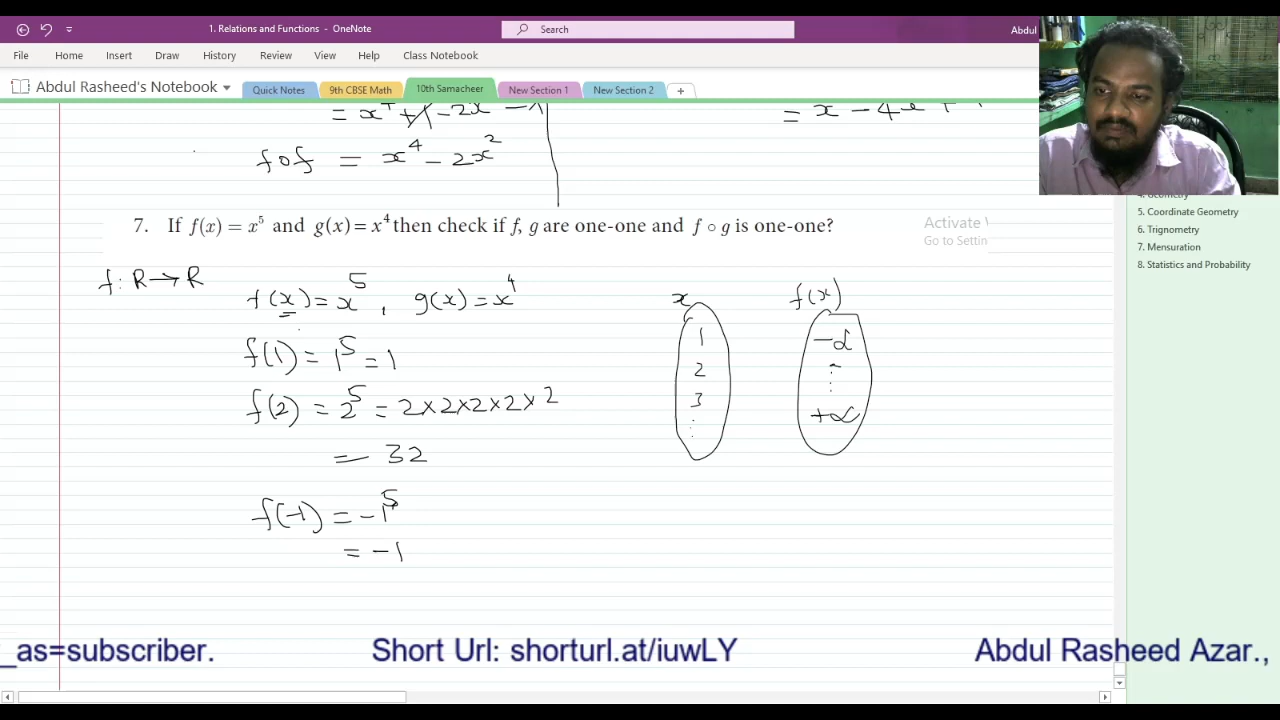 1. Relations and Functions - OneNote
Search
Abdul
File Home Insert Draw History Review View Help Class Notebook
Abdul Rasheed's Notebook
Quick Notes 9th CBSE Math 10th Samacheer New Section 1 New Section 2 +
fof = x⁴ - 2x²
7. If f(x) = x⁵ and g(x) = x⁴ then check if f, g are one-one and f ∘ g is one-one?
Activate
Go to Settin
f: R → R
f(x) = x⁵, g(x) = x⁴
f(1) = 1⁵ = 1
f(2) = 2⁵ = 2×2×2×2×2
= 32
f(-1) = -1⁵
= -1
x f(x)
1 -∝
2 :
3 +∝
:
5. Coordinate Geometry
6. Trignometry
7. Mensuration
8. Statistics and Probability
_as=subscriber. Short Url: shorturl.at/iuwLY Abdul Rasheed Azar.,